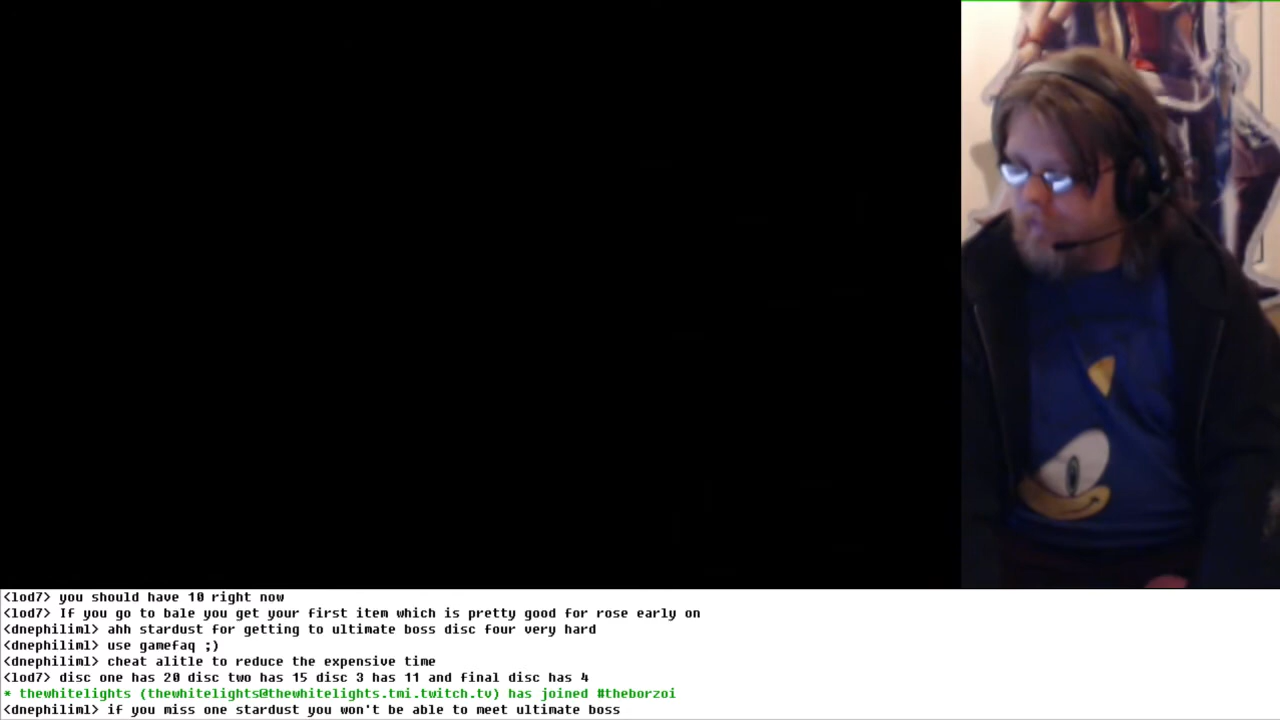 <lod7> you should have 10 right now
<lod7> If you go to bale you get your first item which is pretty good for rose early on
<dnephiliml> ahh stardust for getting to ultimate boss disc four very hard
<dnephiliml> use gamefaq ;)
<dnephiliml> cheat alitle to reduce the expensive time
<lod7> disc one has 20 disc two has 15 disc 3 has 11 and final disc has 4
* thewhitelights (thewhitelights@thewhitelights.tmi.twitch.tv) has joined #theborzoi
<dnephiliml> if you miss one stardust you won't be able to meet ultimate boss